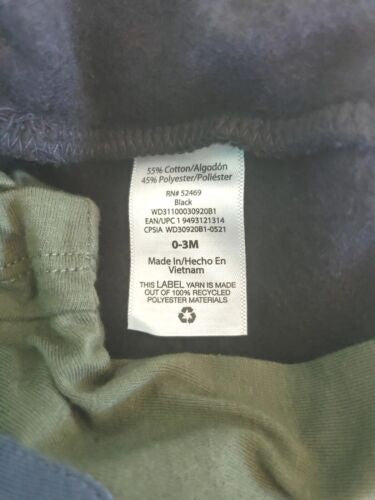 55% Cotton/Algodón
45% Polyester/Poliéster
RN# 52469
Black
WD31100030920B1
EAN/UPC 1 9493121314
CPSIA WD30920B1-0521
0-3M
Made In/Hecho En
Vietnam
THIS LABEL YARN IS MADE
OUT OF 100% RECYCLED
POLYESTER MATERIALS